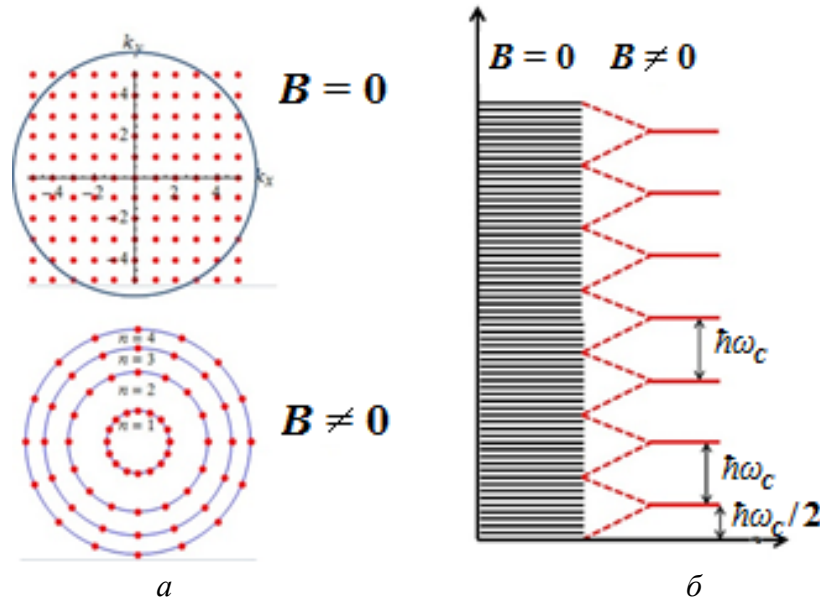 k_y
B = 0
4
2
-4
-2
2
4
k_x
-2
-4
n = 4
n = 3
n = 2
n = 1
B ≠ 0
а
B = 0
B ≠ 0
ℏω_c
ℏω_c
ℏω_c/2
б